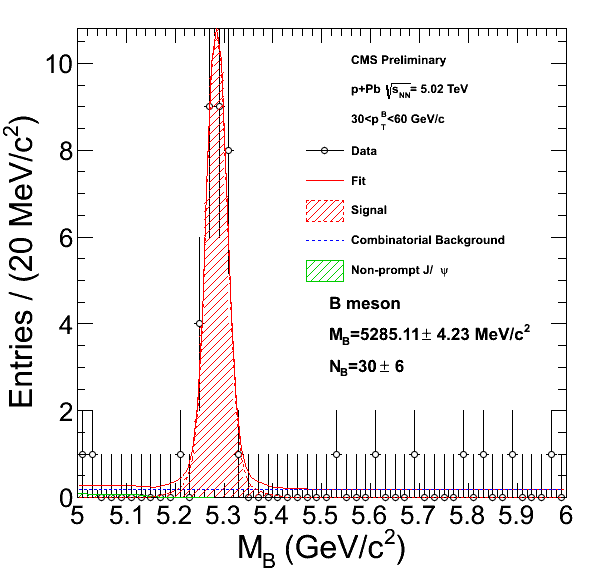 Entries / (20 MeV/c²)
10
8
6
4
2
0
CMS Preliminary
p+Pb √sNN= 5.02 TeV
30<pTB<60 GeV/c
Data
Fit
Signal
Combinatorial Background
Non-prompt J/ ψ
B meson
MB=5285.11± 4.23 MeV/c²
NB=30± 6
5 5.1 5.2 5.3 5.4 5.5 5.6 5.7 5.8 5.9 6
MB (GeV/c²)